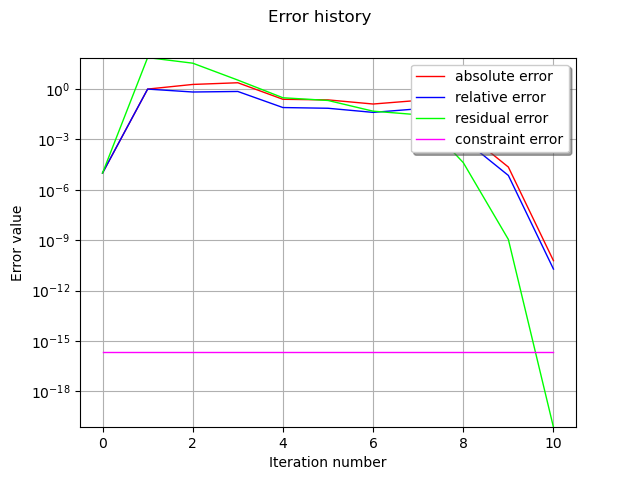 Error history
absolute error
relative error
residual error
constraint error
10^0
10^-3
10^-6
10^-9
10^-12
10^-15
10^-18
Error value
0 2 4 6 8 10
Iteration number